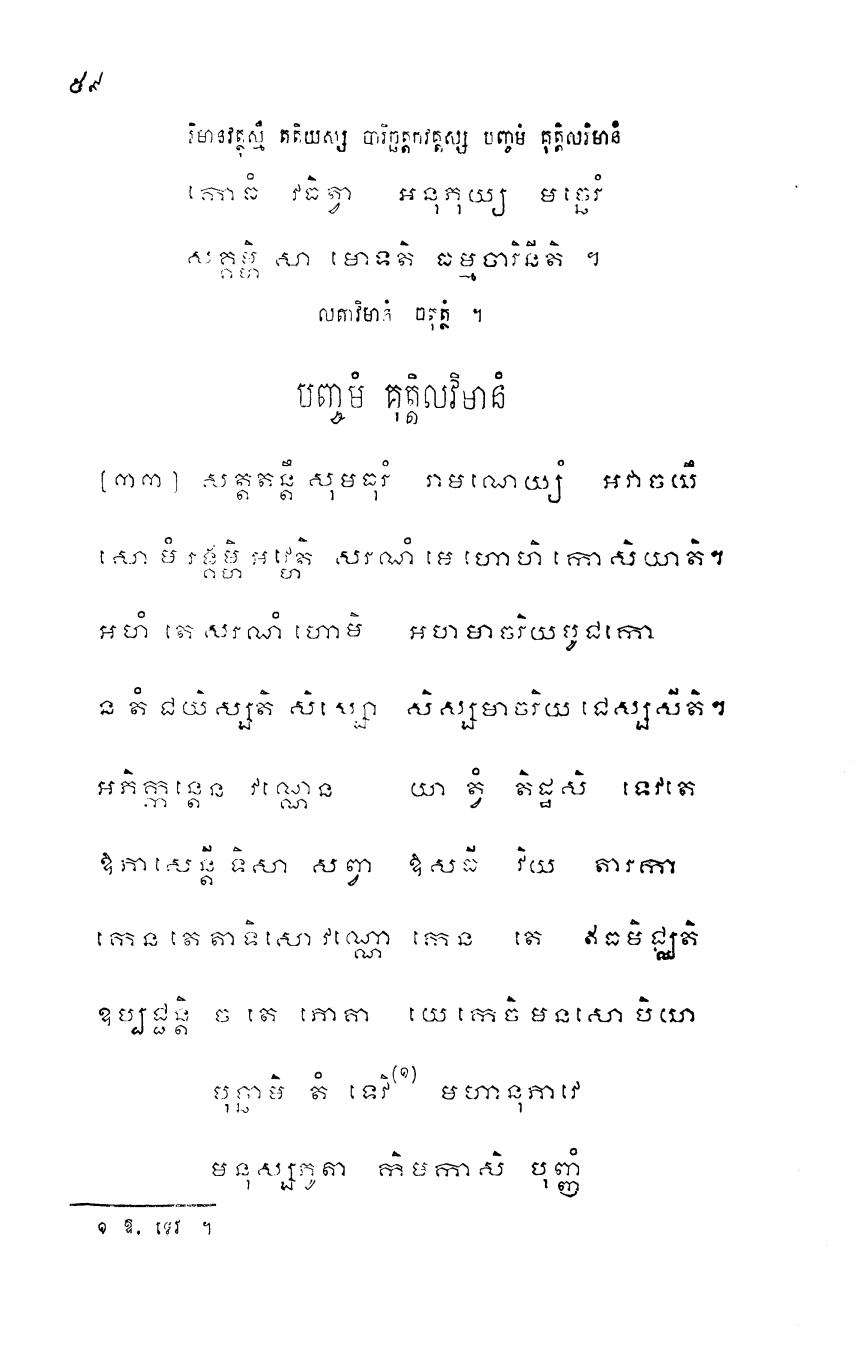 ៥៩
វិមានវត្ថុស្មឹ តតិយស្ស បារិច្ឆត្តកវគ្គស្ស បញ្ចមំ គុត្តិលវិមានំ
កោធំ វធិត្វា អនុភុយ្យ មច្ឆេរំ
សគ្គម្ហិ សា មោទតិ ធម្មចារិនីតិ ។
លតាវិមានំ ចតុត្ថំ ។
បញ្ចមំ គុត្តិលវិមានំ
[៣៣] សត្តតន្តឹ សុមធុរំ រាមណេយ្យំ អវាចយឹ
សោ មំ រង្គម្ហិ អវ្ហេតិ សរណំ មេ ហោហិ កោសិយាតិ។
អហំ តេ សរណំ ហោមិ អហមាចរិយបូជកោ
ន តំ ជយិស្សតិ សិស្សោ សិស្សមាចរិយ ជេស្សសីតិ។
អភិក្កន្តេន វណ្ណេន យា ត្វំ តិដ្ឋសិ ទេវតេ
ឱភាសេន្តី ទិសា សព្វា ឱសធី វិយ តារកា
កេន តេ តាទិសោ វណ្ណោ កេន តេ ឥធមិជ្ឈតិ
ឧប្បជ្ជន្តិ ច តេ ភោគា យេ កេចិ មនសោ បិយា
បុច្ឆាមិ តំ ទេវិ(១) មហានុភាវេ
មនុស្សភូតា កិមកាសិ បុញ្ញំ
១ ឱ. ទេវ ។